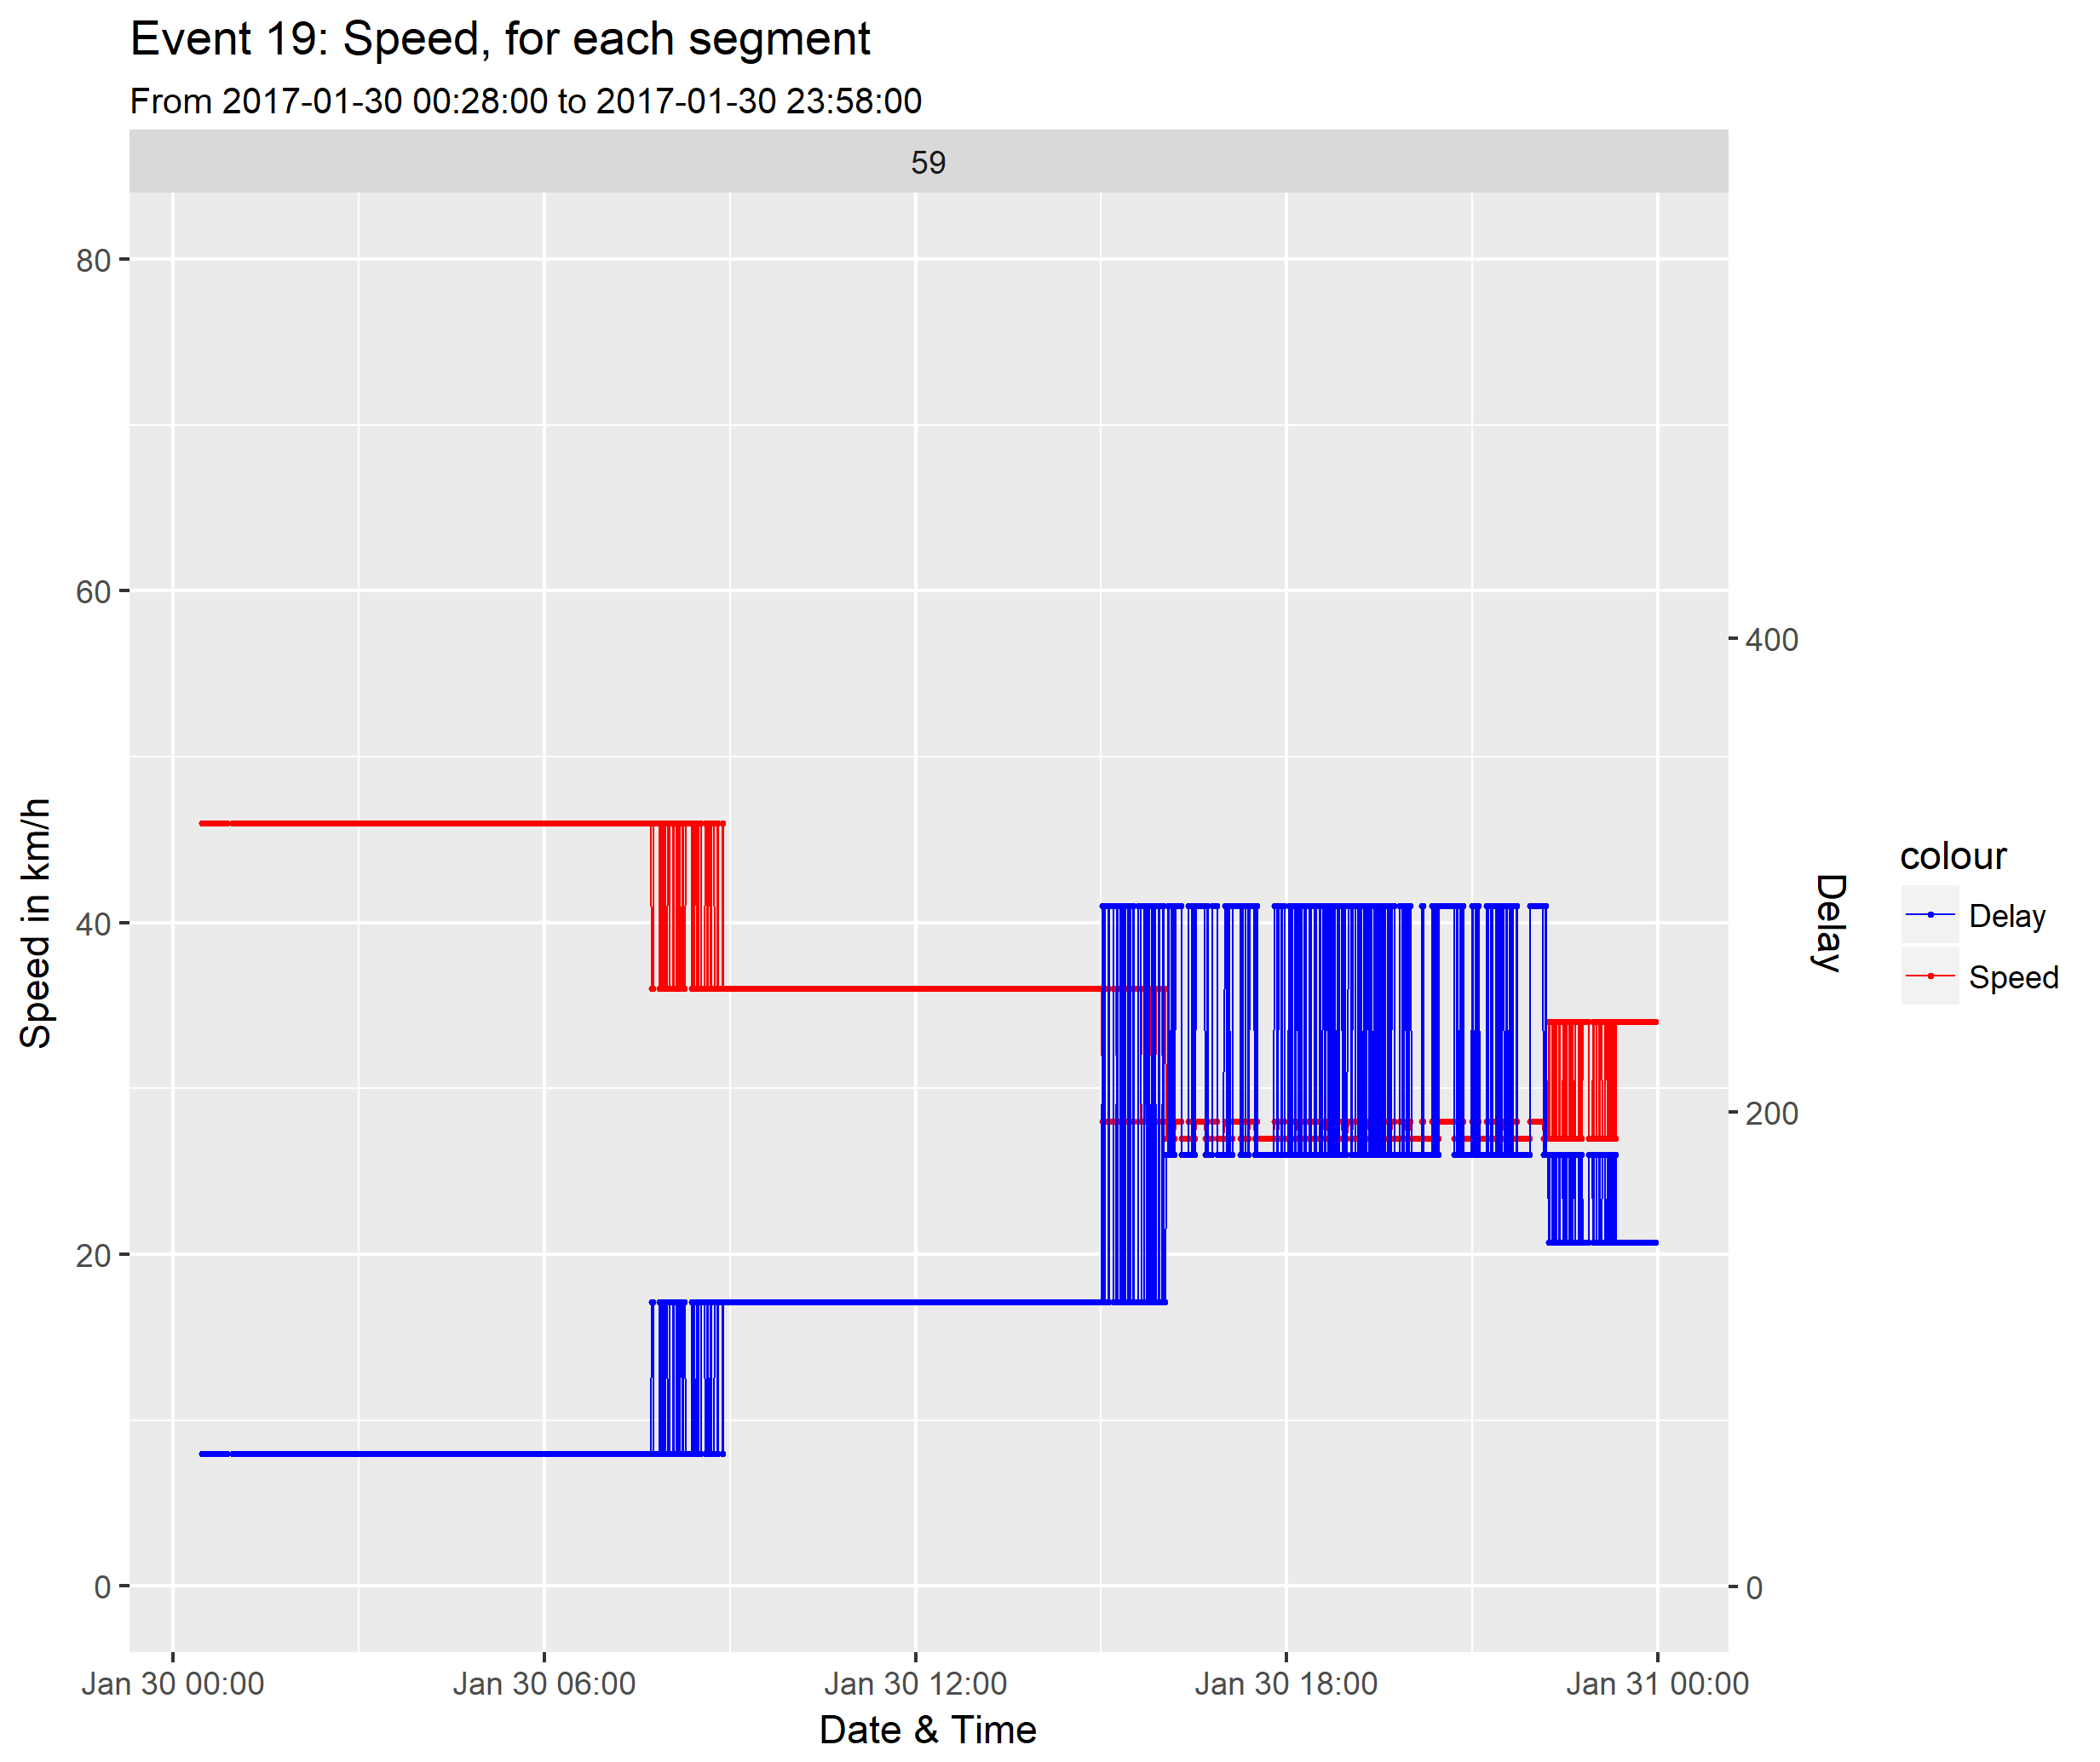 Event 19: Speed, for each segment
From 2017-01-30 00:28:00 to 2017-01-30 23:58:00
59
80
60
40
20
0
Speed in km/h
400
200
0
Delay
colour
Delay
Speed
Jan 30 00:00 Jan 30 06:00 Jan 30 12:00 Jan 30 18:00 Jan 31 00:00
Date & Time